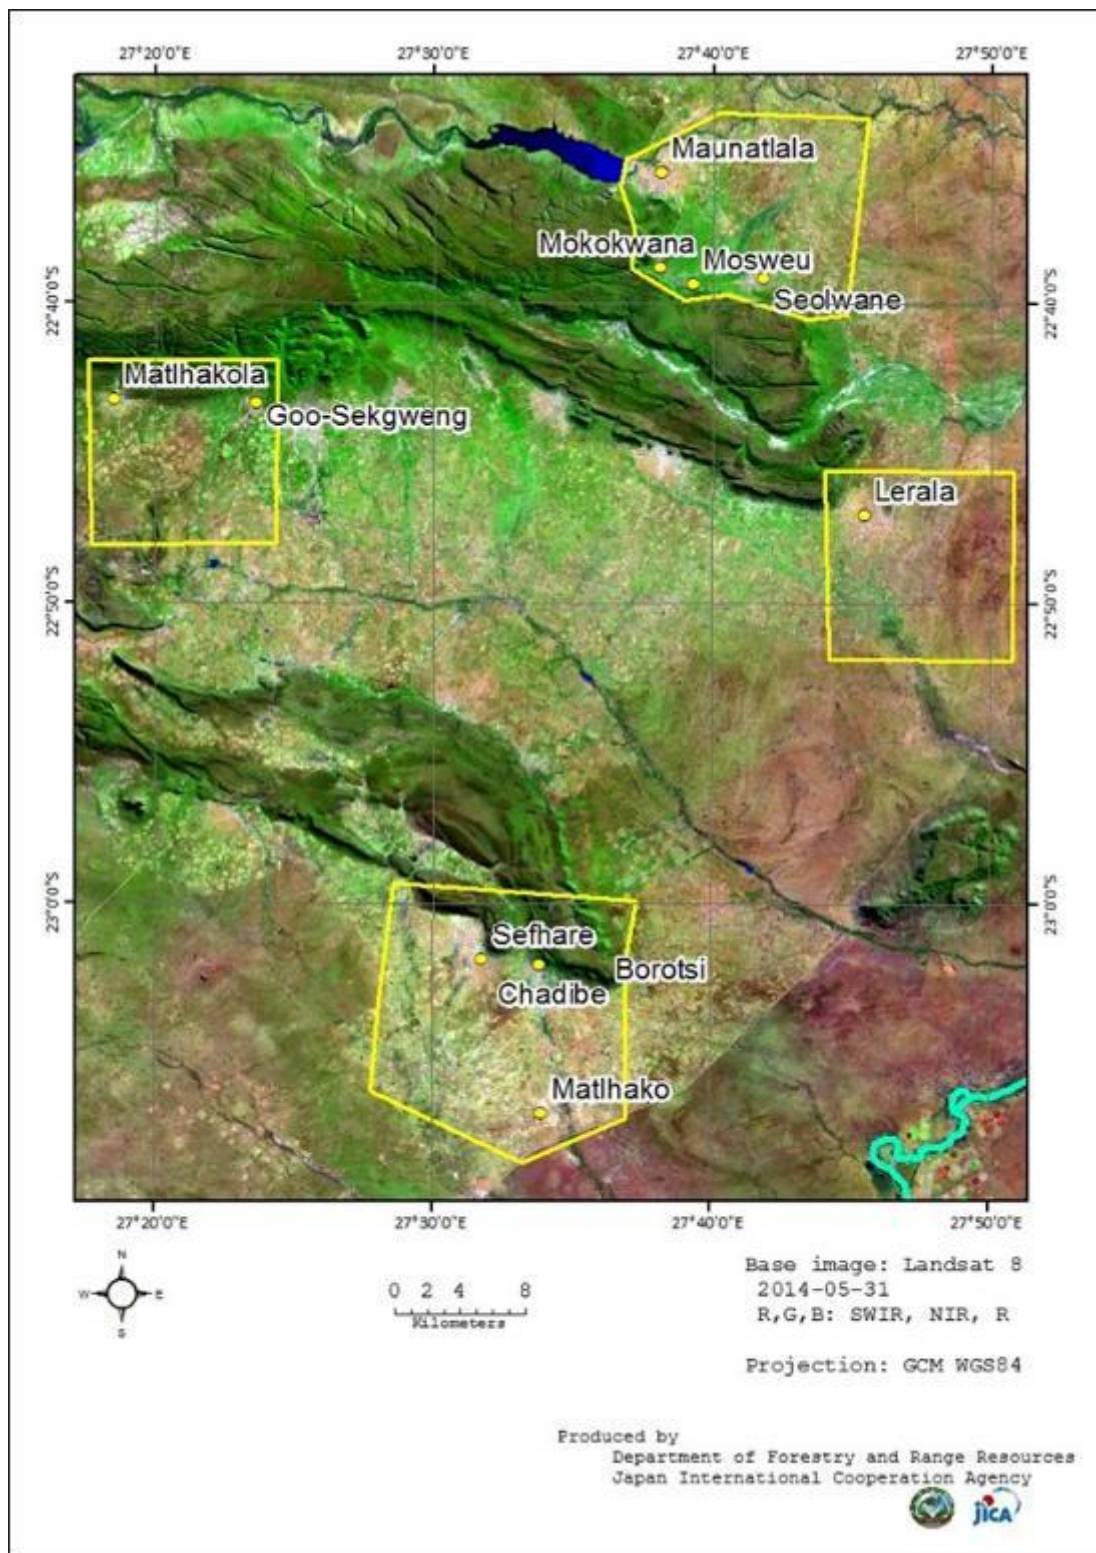 27°20'0"E 27°30'0"E 27°40'0"E 27°50'0"E
Maunatlala
Mokokwana
Mosweu
22°40'0"S 22°40'0"S
Seolwane
Matlhakola
Goo-Sekgweng
Lerala
22°50'0"S 22°50'0"S
23°0'0"S 23°0'0"S
Sefhare
Borotsi
Chadibe
Matlhako
27°20'0"E 27°30'0"E 27°40'0"E 27°50'0"E
N
W E
S
0 2 4 8
Kilometers
Base image: Landsat 8
2014-05-31
R,G,B: SWIR, NIR, R
Projection: GCM WGS84
Produced by
Department of Forestry and Range Resources
Japan International Cooperation Agency
jICA